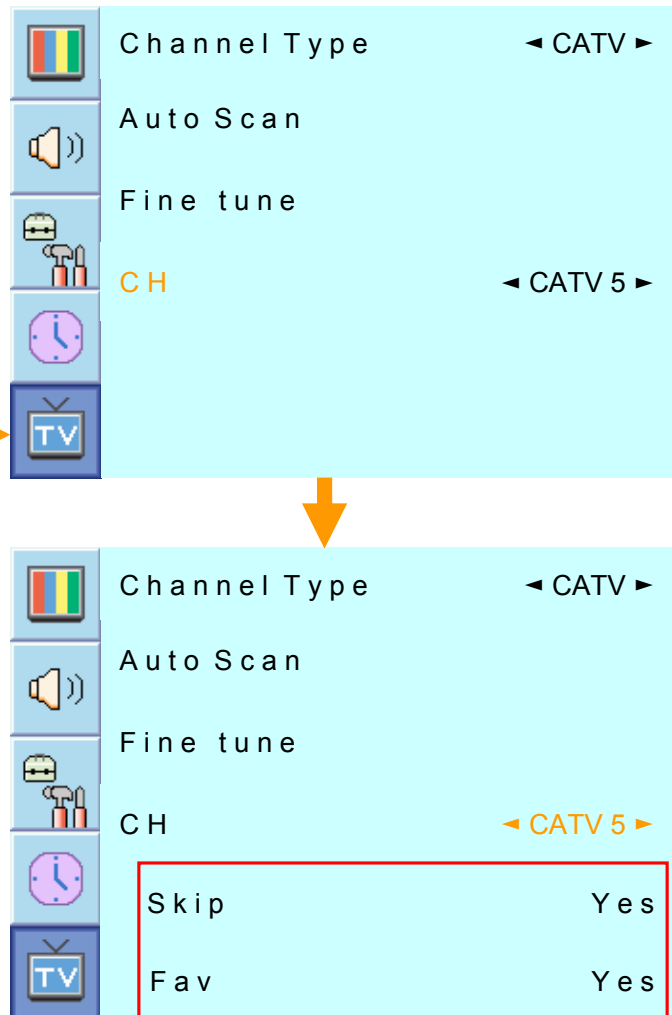 Channel Type ◄ CATV ►
Auto Scan
Fine tune
CH ◄ CATV 5 ►
TV
Channel Type ◄ CATV ►
Auto Scan
Fine tune
CH ◄ CATV 5 ►
Skip Yes
TV
Fav Yes